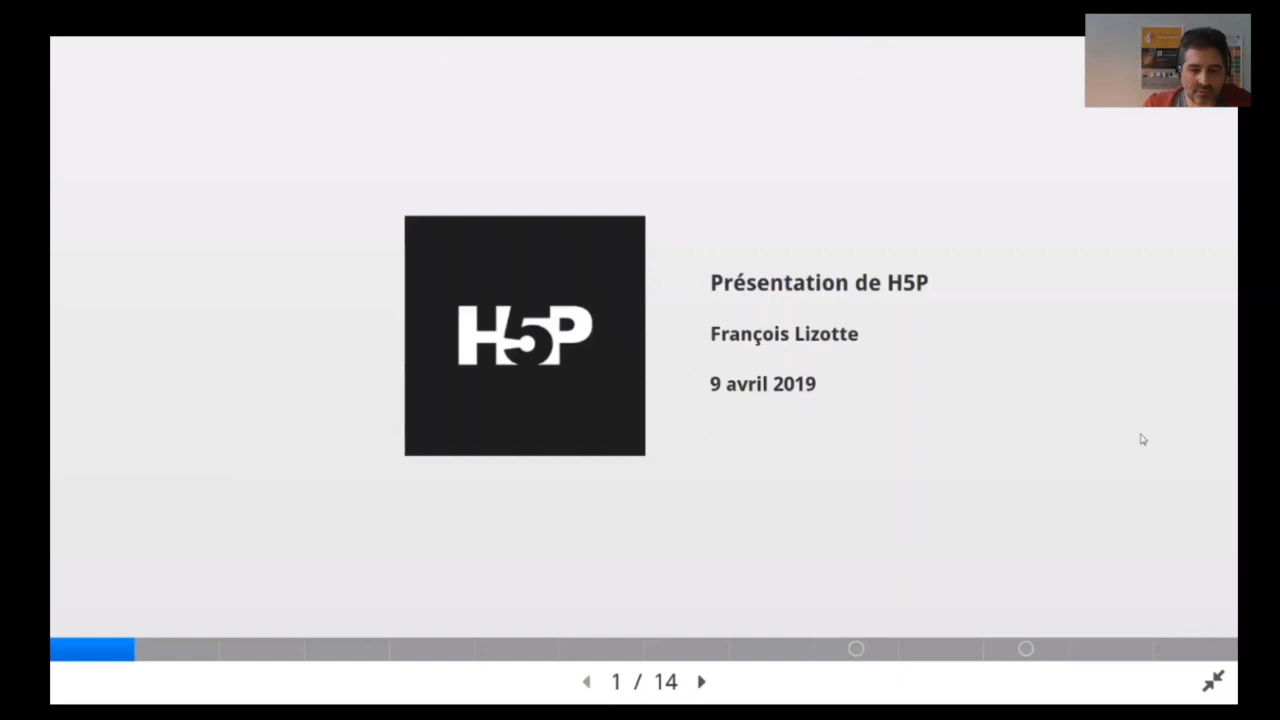 H5P
Présentation de H5P
François Lizotte
9 avril 2019
1 / 14